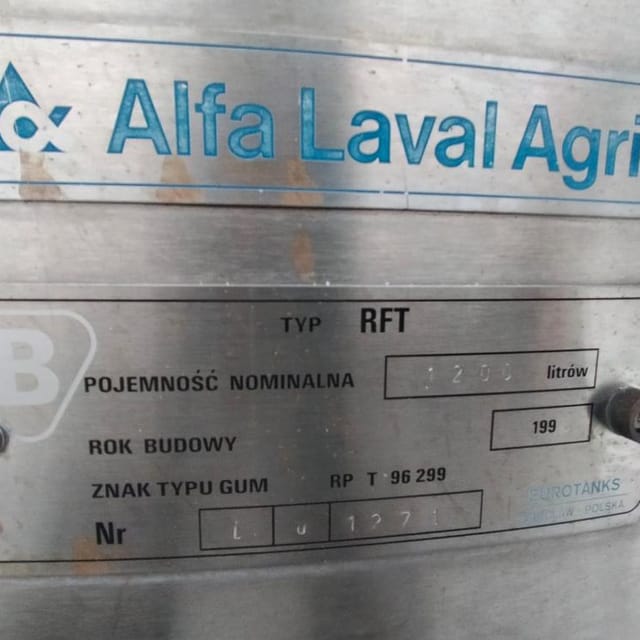 Alfa Laval Agri
B
TYP RFT
POJEMNOŚĆ NOMINALNA 1200 litrów
ROK BUDOWY 199
ZNAK TYPU GUM RP T 96 299
EUROTANKS
POLSKA
Nr